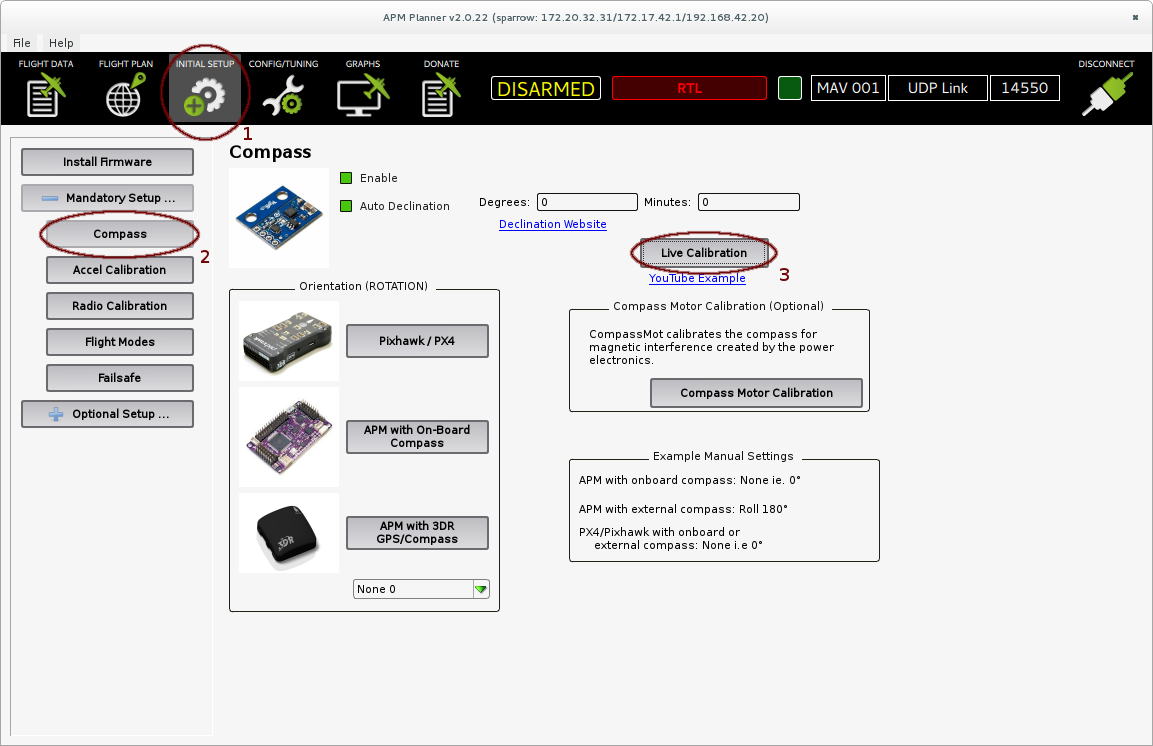 APM Planner v2.0.22 (sparrow: 172.20.32.31/172.17.42.1/192.168.42.20)
File Help
FLIGHT DATA FLIGHT PLAN INITIAL SETUP CONFIG/TUNING GRAPHS DONATE DISCONNECT
DISARMED RTL MAV 001 UDP Link 14550
1
Install Firmware
Mandatory Setup ...
Compass
2
Accel Calibration
Radio Calibration
Flight Modes
Failsafe
Optional Setup ...
Compass
Enable
Auto Declination
Degrees: 0 Minutes: 0
Declination Website
Live Calibration
3
YouTube Example
Orientation (ROTATION)
Pixhawk / PX4
APM with On-Board
Compass
3DR
APM with 3DR
GPS/Compass
None 0
Compass Motor Calibration (Optional)
CompassMot calibrates the compass for
magnetic interference created by the power
electronics.
Compass Motor Calibration
Example Manual Settings
APM with onboard compass: None ie. 0°
APM with external compass: Roll 180°
PX4/Pixhawk with onboard or
external compass: None i.e 0°